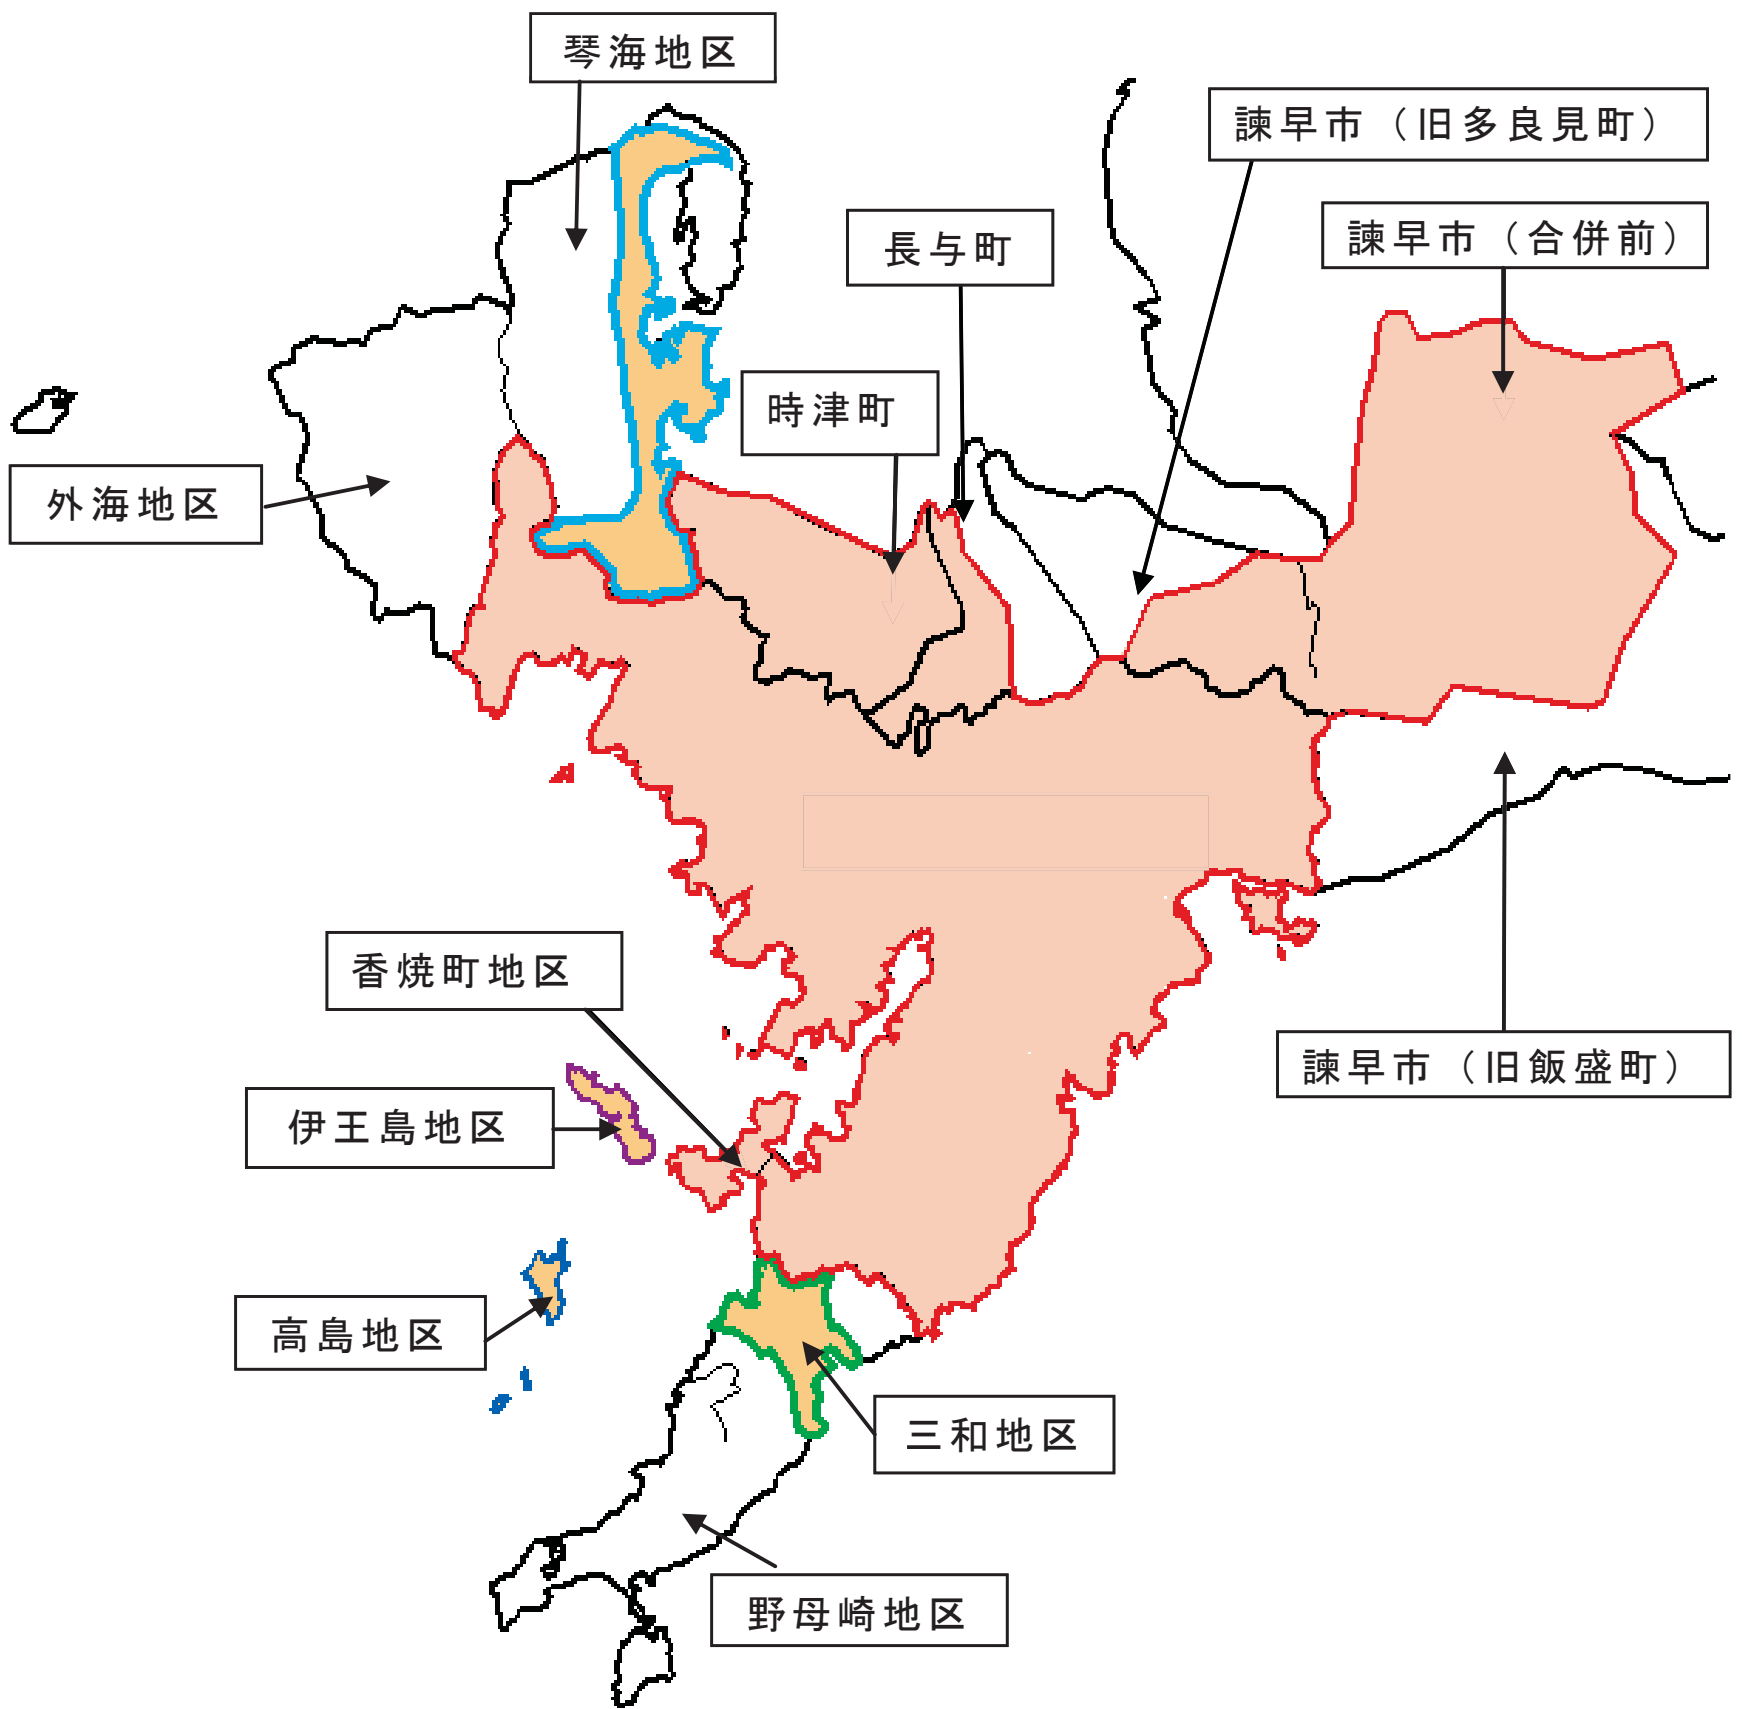 琴海地区
諫早市（旧多良見町）
諫早市（合併前）
長与町
時津町
外海地区
香焼町地区
諫早市（旧飯盛町）
伊王島地区
高島地区
三和地区
野母崎地区